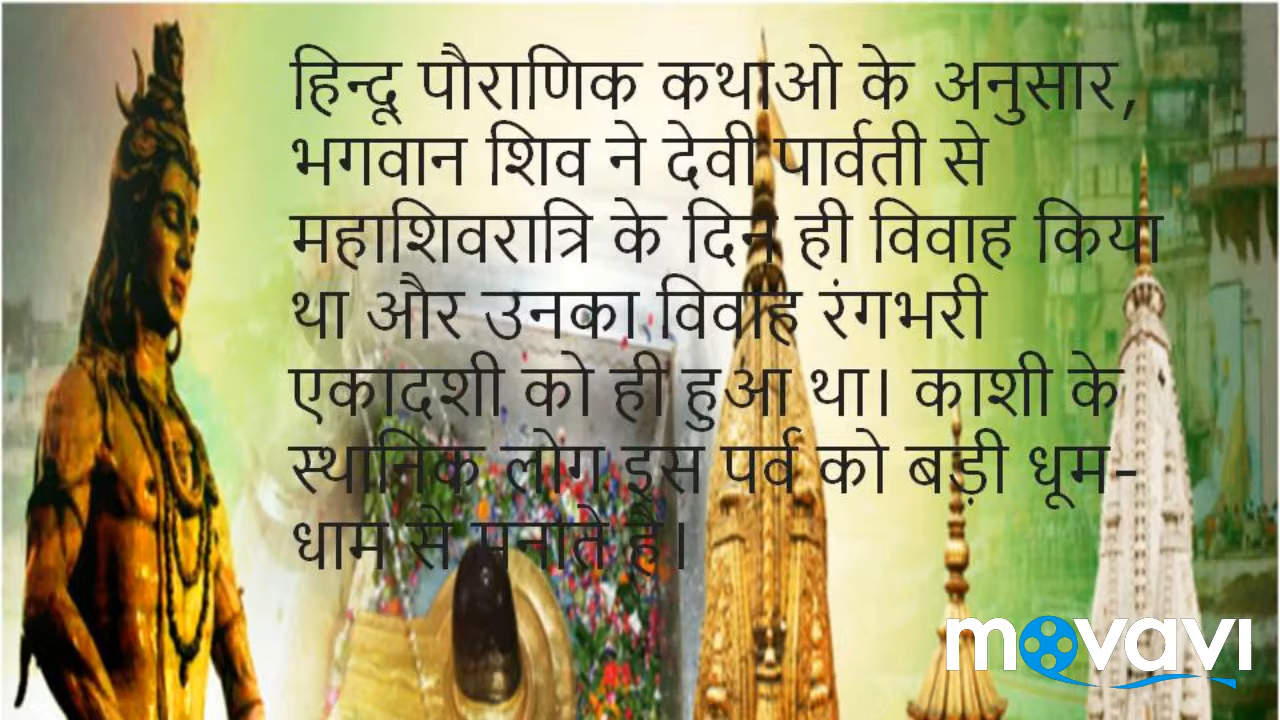 हिन्दू पौराणिक कथाओ के अनुसार,
भगवान शिव ने देवी पार्वती से
महाशिवरात्रि के दिन ही विवाह किया
था और उनका विवाह रंगभरी
एकादशी को ही हुआ था। काशी के
स्थानिक लोग इस पर्व को बड़ी धूम-
धाम से मनाते है।
movavi